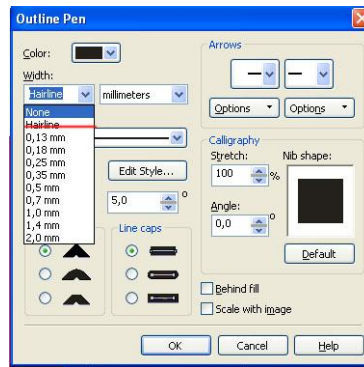 Outline Pen
Color:
Width:
Hairline
millimeters
None
Hairline
0,13 mm
0,18 mm
0,25 mm
0,35 mm
0,5 mm
0,7 mm
1,0 mm
1,4 mm
2,0 mm
Edit Style...
5,0 °
Line caps
Arrows
Options
Options
Calligraphy
Stretch:
100 %
Nib shape:
Angle:
0,0 °
Default
Behind fill
Scale with image
OK
Cancel
Help